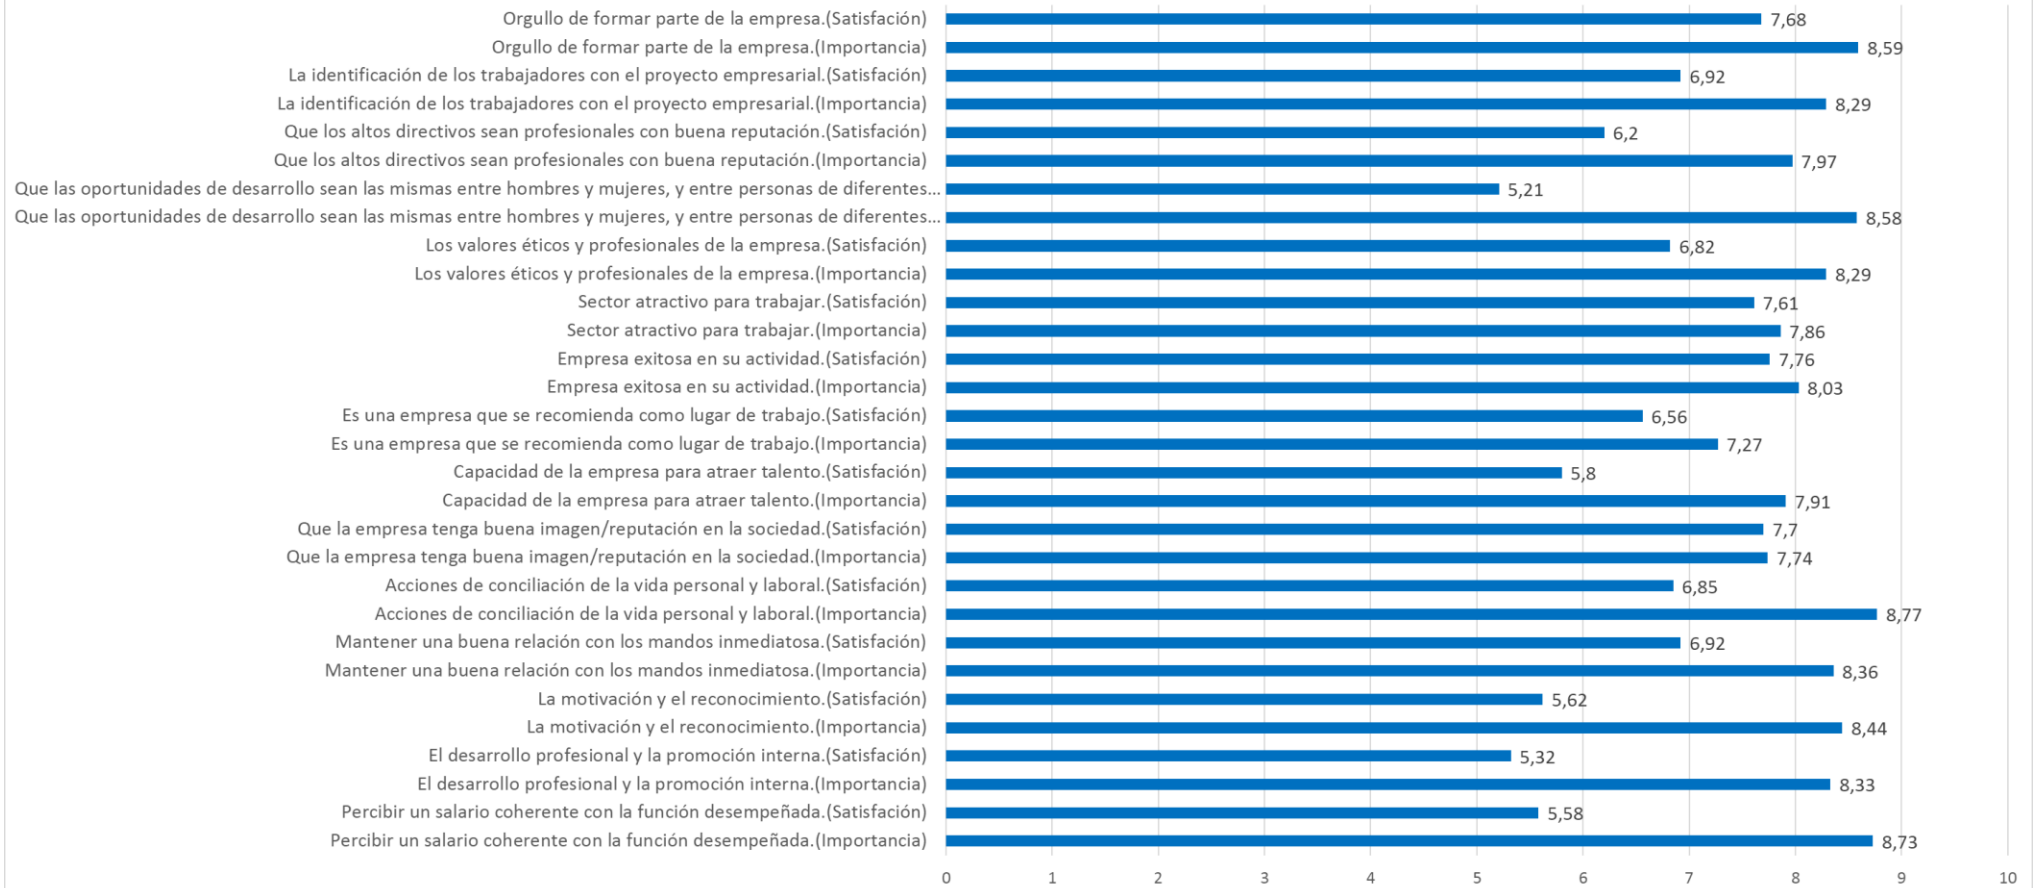 Orgullo de formar parte de la empresa.(Satisfación) 7,68
Orgullo de formar parte de la empresa.(Importancia) 8,59
La identificación de los trabajadores con el proyecto empresarial.(Satisfación) 6,92
La identificación de los trabajadores con el proyecto empresarial.(Importancia) 8,29
Que los altos directivos sean profesionales con buena reputación.(Satisfación) 6,2
Que los altos directivos sean profesionales con buena reputación.(Importancia) 7,97
Que las oportunidades de desarrollo sean las mismas entre hombres y mujeres, y entre personas de diferentes... 5,21
Que las oportunidades de desarrollo sean las mismas entre hombres y mujeres, y entre personas de diferentes... 8,58
Los valores éticos y profesionales de la empresa.(Satisfación) 6,82
Los valores éticos y profesionales de la empresa.(Importancia) 8,29
Sector atractivo para trabajar.(Satisfación) 7,61
Sector atractivo para trabajar.(Importancia) 7,86
Empresa exitosa en su actividad.(Satisfación) 7,76
Empresa exitosa en su actividad.(Importancia) 8,03
Es una empresa que se recomienda como lugar de trabajo.(Satisfación) 6,56
Es una empresa que se recomienda como lugar de trabajo.(Importancia) 7,27
Capacidad de la empresa para atraer talento.(Satisfación) 5,8
Capacidad de la empresa para atraer talento.(Importancia) 7,91
Que la empresa tenga buena imagen/reputación en la sociedad.(Satisfación) 7,7
Que la empresa tenga buena imagen/reputación en la sociedad.(Importancia) 7,74
Acciones de conciliación de la vida personal y laboral.(Satisfación) 6,85
Acciones de conciliación de la vida personal y laboral.(Importancia) 8,77
Mantener una buena relación con los mandos inmediatosa.(Satisfación) 6,92
Mantener una buena relación con los mandos inmediatosa.(Importancia) 8,36
La motivación y el reconocimiento.(Satisfación) 5,62
La motivación y el reconocimiento.(Importancia) 8,44
El desarrollo profesional y la promoción interna.(Satisfación) 5,32
El desarrollo profesional y la promoción interna.(Importancia) 8,33
Percibir un salario coherente con la función desempeñada.(Satisfación) 5,58
Percibir un salario coherente con la función desempeñada.(Importancia) 8,73
0 1 2 3 4 5 6 7 8 9 10